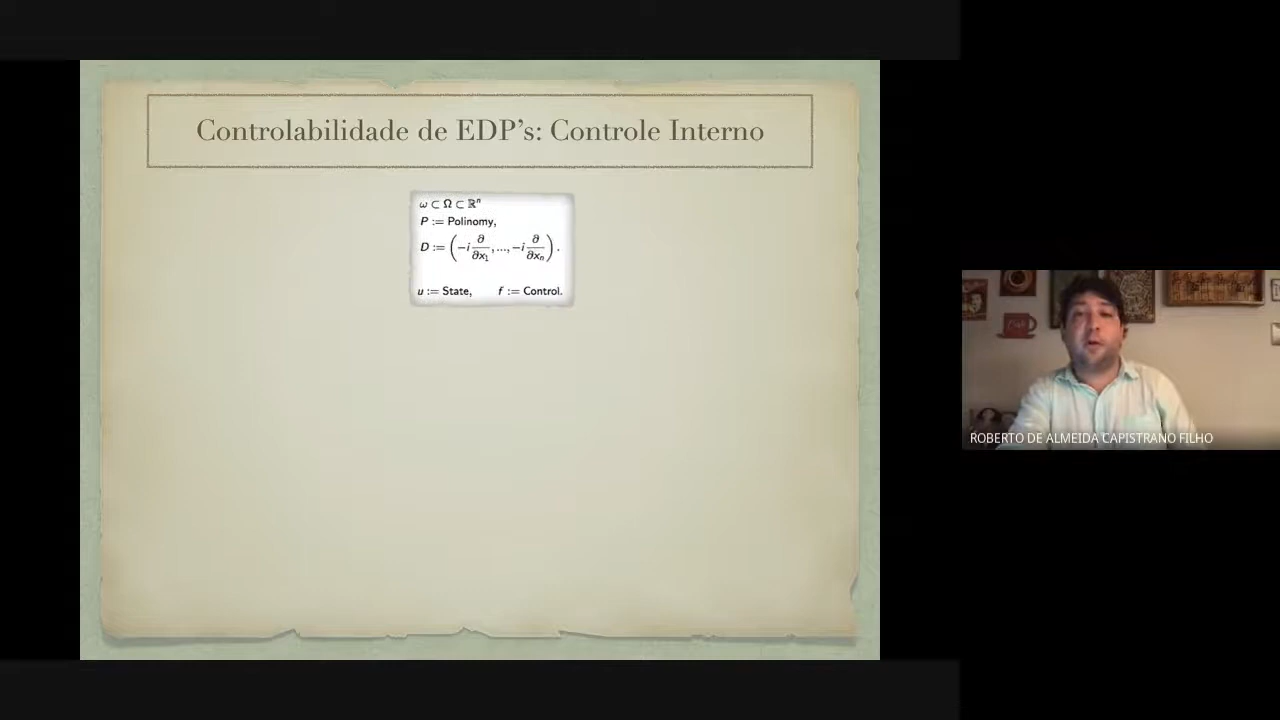 Controlabilidade de EDP's: Controle Interno
ω ⊂ Ω ⊂ ℝⁿ
P := Polinomy,
D := (−i ∂/∂x₁, ..., −i ∂/∂xₙ).
u := State, f := Control.
ROBERTO DE ALMEIDA CAPISTRANO FILHO